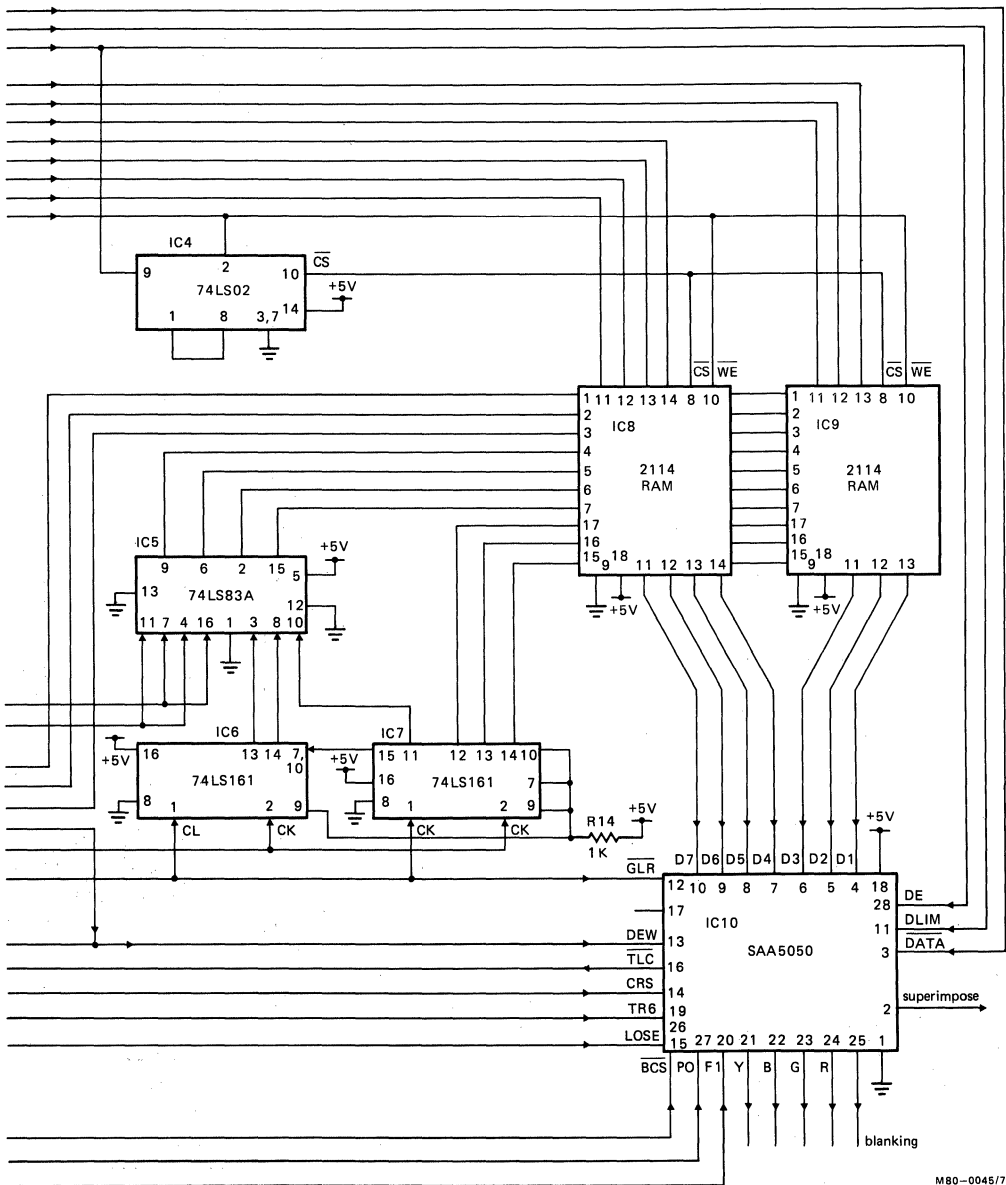 IC4
9 2 10 CS
74LS02
+5V
14
1 8 3,7
CS WE CS WE
1 11 12 13 14 8 10
2
3
4
5
6
7
17
16
15 18
9 11 12 13 14
IC8
2114
RAM
+5V
1 11 12 13 8 10
2
3
4
5
6
7
17
16
15 18
9 11 12 13
IC9
2114
RAM
+5V
IC5
9 6 2 15 5
+5V
13
74LS83A
12
11 7 4 16 1 3 8 10
IC6
+5V
16 13 14 7,
10
74LS161
8 1 2 9
CL CK
IC7
+5V
15 11 12 13 14 10
16
74LS161
7
8 1 2 9
CK CK
R14
1K
+5V
D7 D6 D5 D4 D3 D2 D1
+5V
GLR
12 10 9 8 7 6 5 4 18
28 DE
17
IC10
11 DLIM
DEW 13
SAA5050
3 DATA
TLC 16
CRS 14
2 superimpose
TR6 19
26
LOSE 15 27 20 21 22 23 24 25 1
BCS PO F1 Y B G R
blanking
M80-0045/7